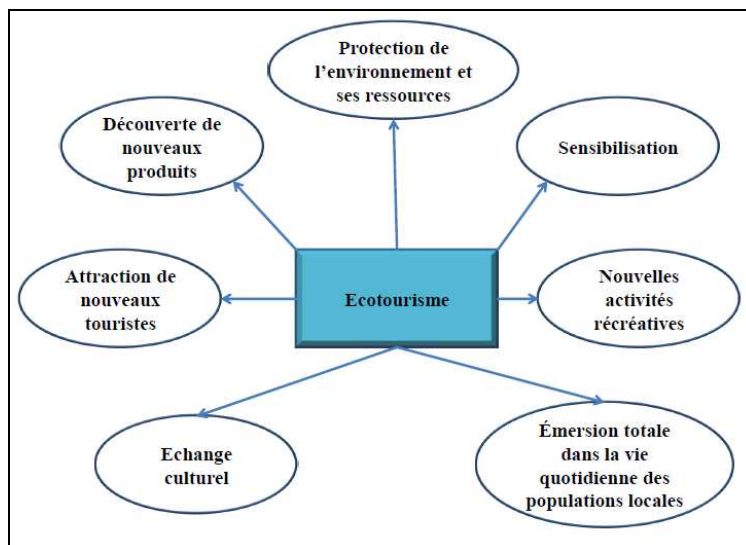 Protection de
l'environnement et
ses ressources
Découverte de
nouveaux
produits
Sensibilisation
Attraction de
nouveaux
touristes
Ecotourisme
Nouvelles
activités
récréatives
Echange
culturel
Émersion totale
dans la vie
quotidienne des
populations locales